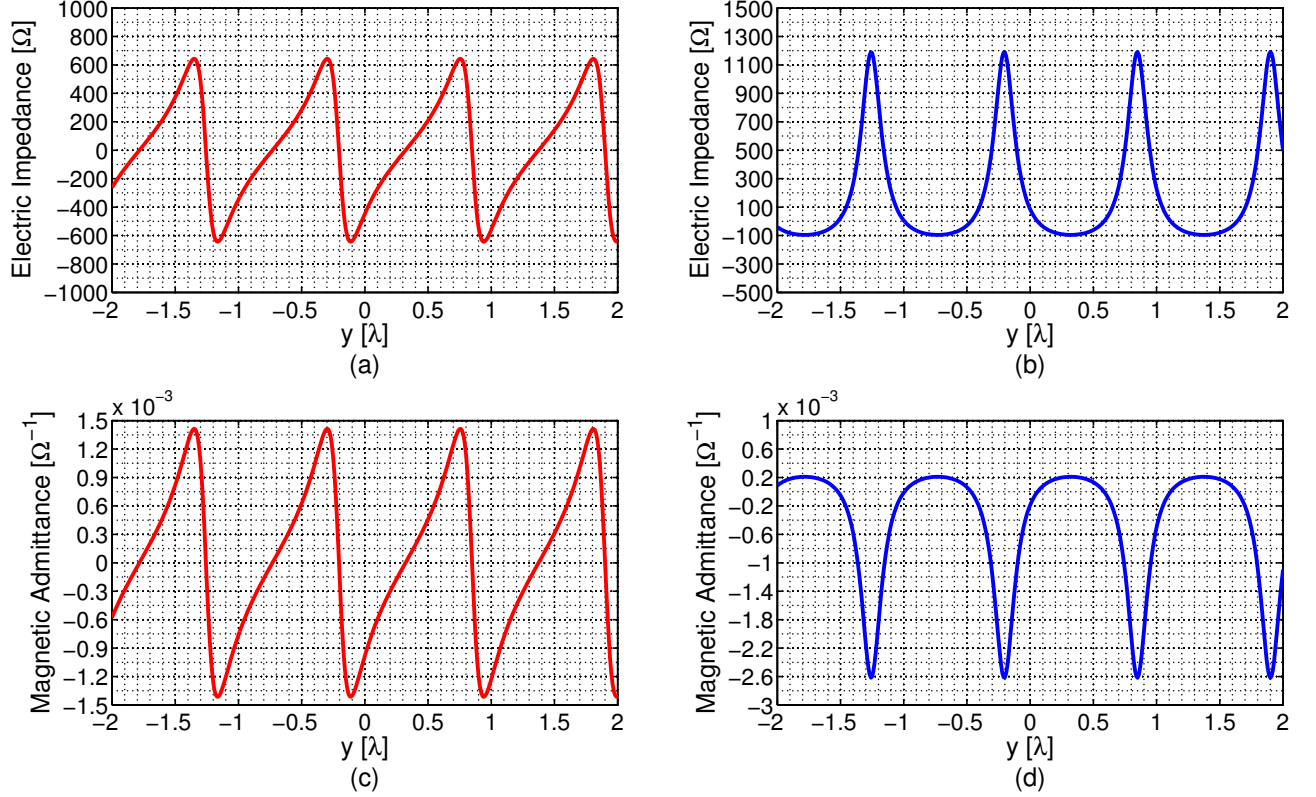 Electric Impedance [Ω]
1000
800
600
400
200
0
−200
−400
−600
−800
−1000
−2 −1.5 −1 −0.5 0 0.5 1 1.5 2
y [λ]
(a)
Electric Impedance [Ω]
1500
1300
1100
900
700
500
300
100
−100
−300
−500
−2 −1.5 −1 −0.5 0 0.5 1 1.5 2
y [λ]
(b)
x 10⁻³
Magnetic Admittance [Ω⁻¹]
1.5
1.2
0.9
0.6
0.3
0
−0.3
−0.6
−0.9
−1.2
−1.5
−2 −1.5 −1 −0.5 0 0.5 1 1.5 2
y [λ]
(c)
x 10⁻³
Magnetic Admittance [Ω⁻¹]
1
0.6
0.2
−0.2
−0.6
−1
−1.4
−1.8
−2.2
−2.6
−3
−2 −1.5 −1 −0.5 0 0.5 1 1.5 2
y [λ]
(d)